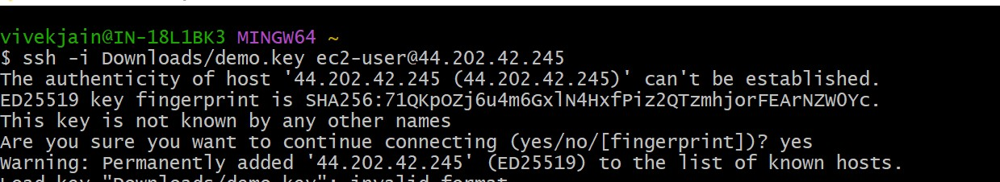 vivekjain@IN-18L1BK3 MINGW64 ~
$ ssh -i Downloads/demo.key ec2-user@44.202.42.245
The authenticity of host '44.202.42.245 (44.202.42.245)' can't be established.
ED25519 key fingerprint is SHA256:71QKpOZj6u4m6GxlN4HxfPiz2QTzmhjorFEArNZW0Yc.
This key is not known by any other names
Are you sure you want to continue connecting (yes/no/[fingerprint])? yes
Warning: Permanently added '44.202.42.245' (ED25519) to the list of known hosts.
Load key "Downloads/demo.key": invalid format